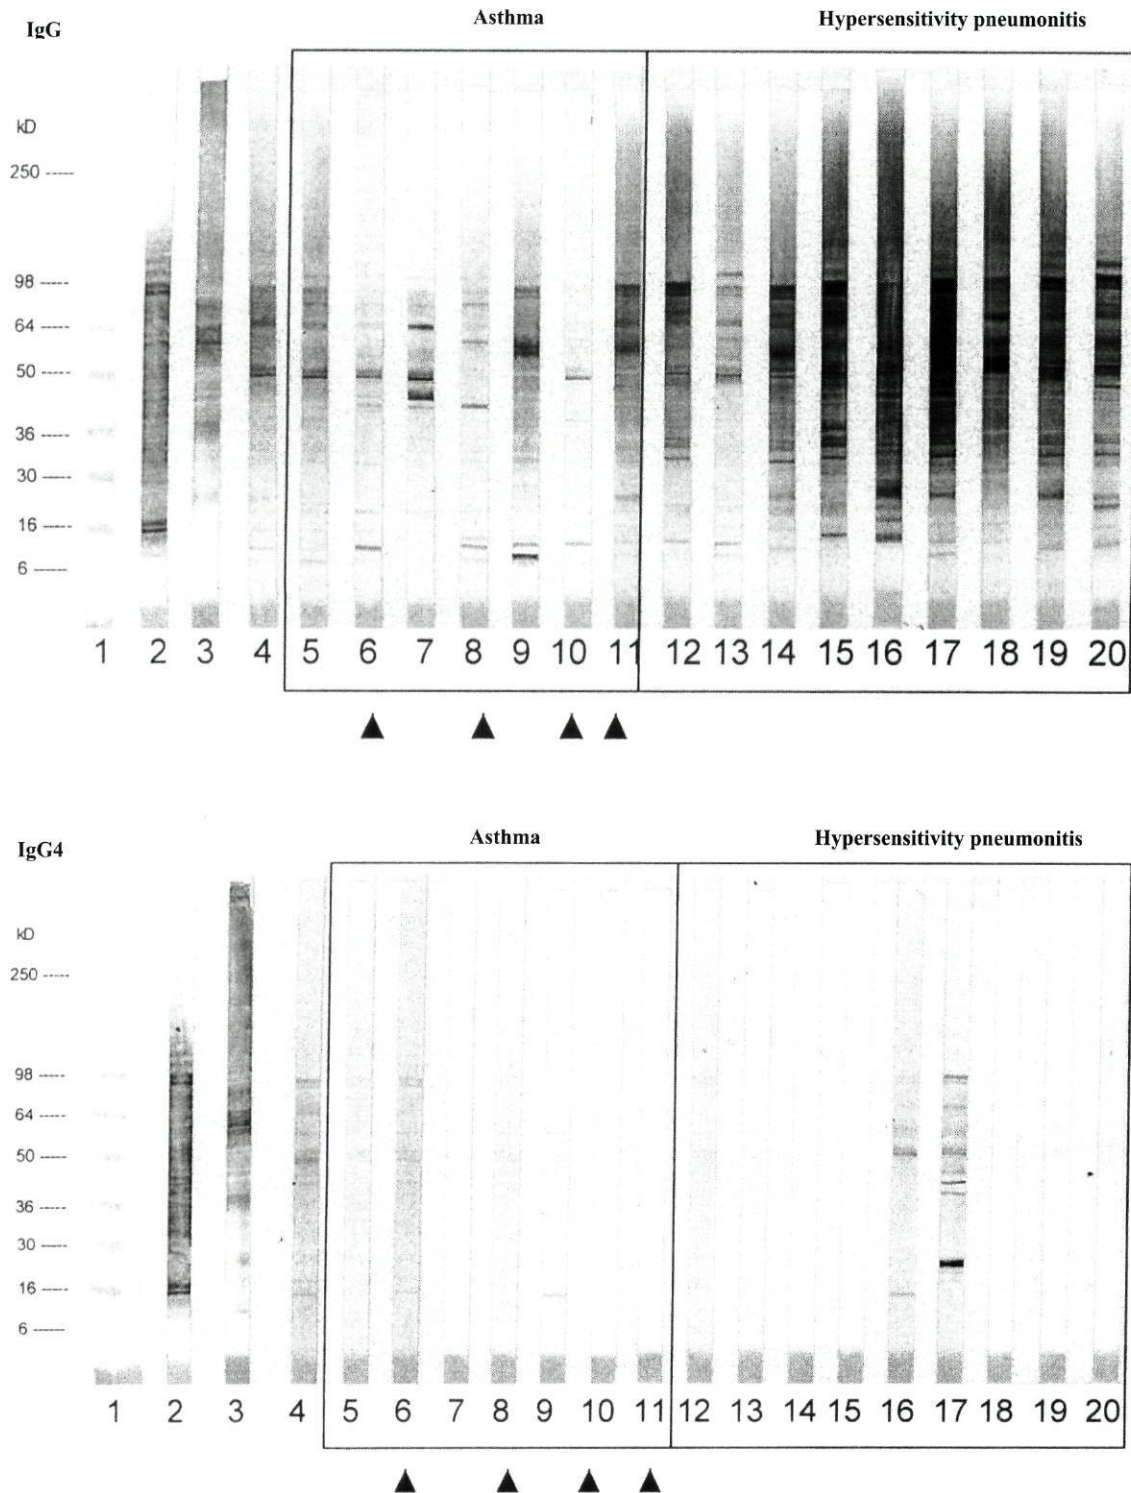 Asthma Hypersensitivity pneumonitis
IgG
kD
250 -----
98 -----
64 -----
50 -----
36 -----
30 -----
16 -----
6 -----
1 2 3 4 5 6 7 8 9 10 11 12 13 14 15 16 17 18 19 20
Asthma Hypersensitivity pneumonitis
IgG4
kD
250 -----
98 -----
64 -----
50 -----
36 -----
30 -----
16 -----
6 -----
1 2 3 4 5 6 7 8 9 10 11 12 13 14 15 16 17 18 19 20